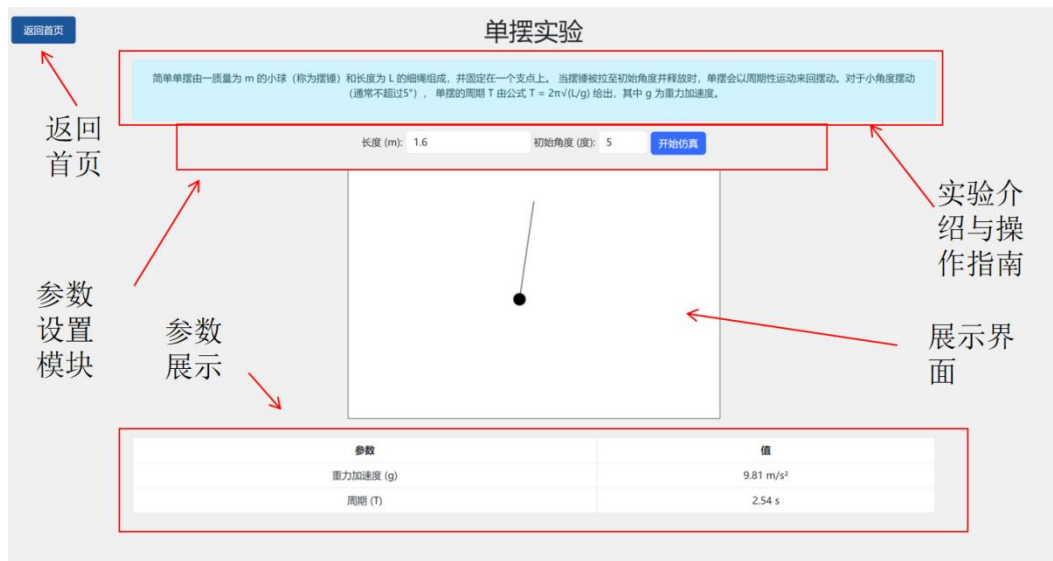 返回首页
单摆实验
简单单摆由一质量为 m 的小球（称为摆锤）和长度为 L 的细绳组成，并固定在一个支点上。 当摆锤被拉至初始角度并释放时，单摆会以周期性运动来回摆动。对于小角度摆动
（通常不超过5°）， 单摆的周期 T 由公式 T = 2π√(L/g) 给出，其中 g 为重力加速度。
长度 (m): 1.6 初始角度 (度): 5 开始仿真
返回
首页
实验介
绍与操
作指南
参数
设置
模块
参数
展示
展示界
面
参数 值
重力加速度 (g) 9.81 m/s²
周期 (T) 2.54 s